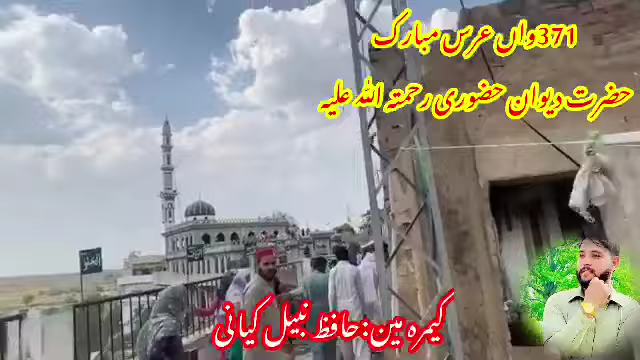 371واں عرس مبارک
حضرت دیوان حضوری رحمتہ اللہ علیہ
کیمرہ مین:حافظ نبیل کیانی